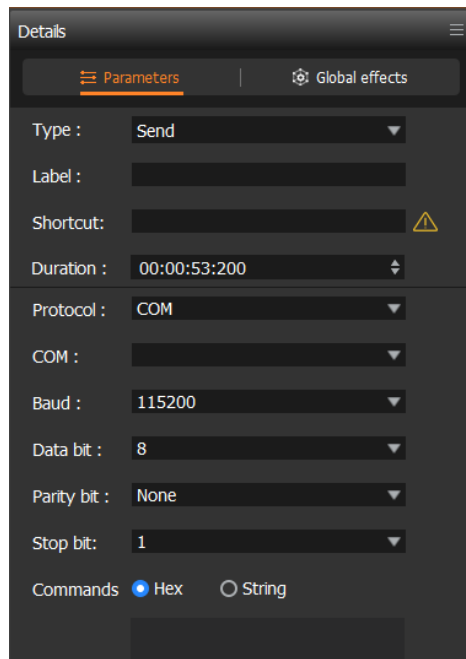 Details
Parameters | Global effects
Type : Send
Label :
Shortcut:
Duration : 00:00:53:200
Protocol : COM
COM :
Baud : 115200
Data bit : 8
Parity bit : None
Stop bit: 1
Commands Hex String